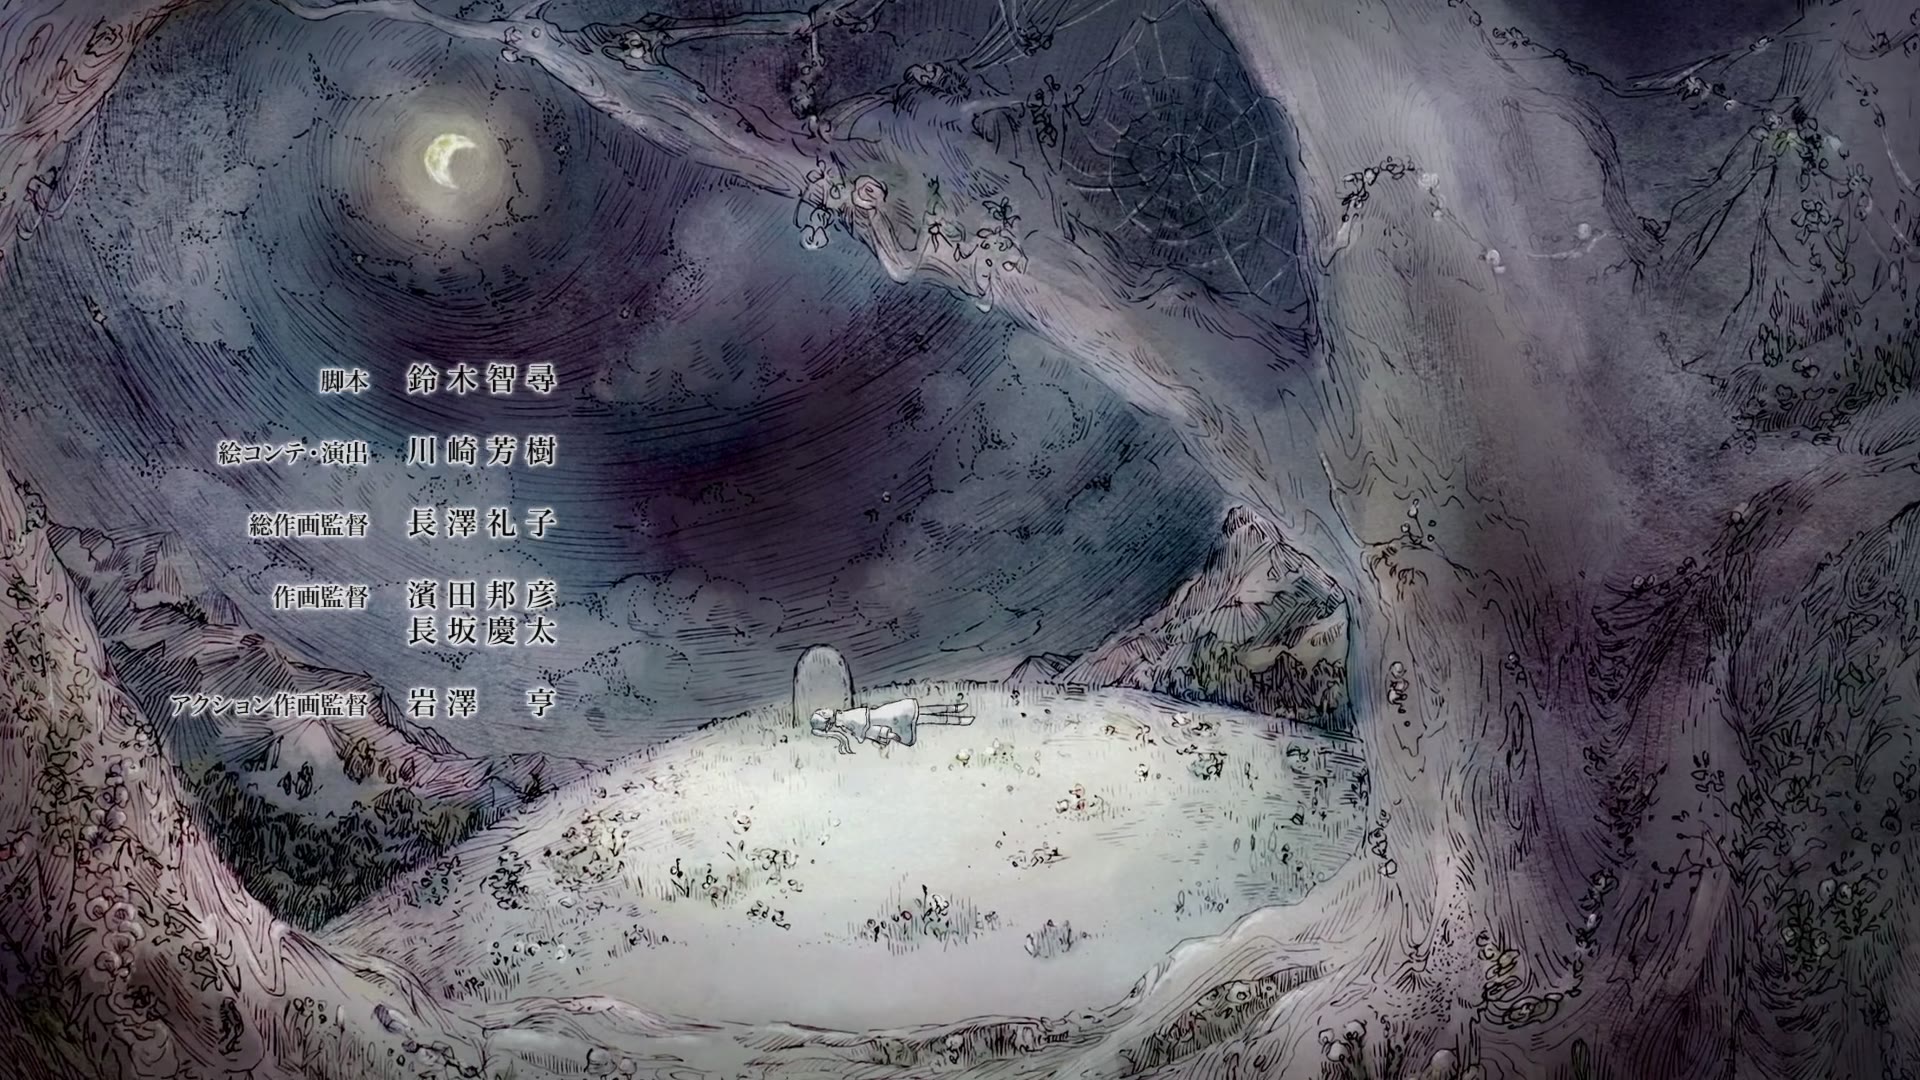 脚本 鈴木智尋
絵コンテ・演出 川崎芳樹
総作画監督 長澤礼子
作画監督 濱田邦彦
長坂慶太
アクション作画監督 岩澤 亨